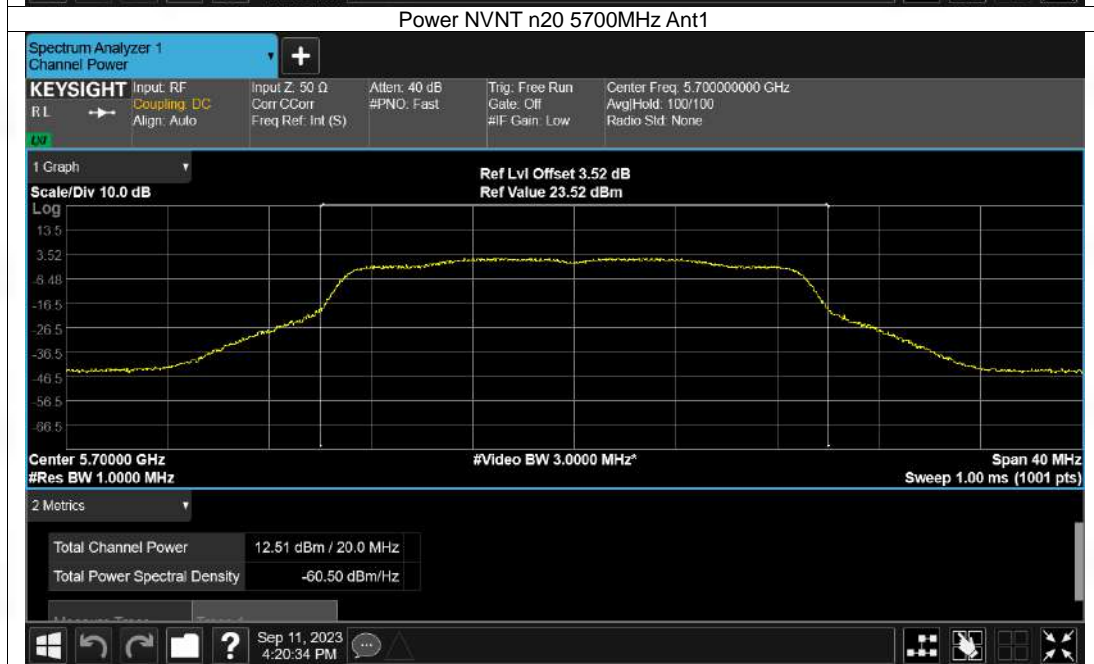 Power NVNT n20 5700MHz Ant1
Spectrum Analyzer 1
Channel Power
+
KEYSIGHT Input: RF Input Z: 50 Ω Atten: 40 dB Trig: Free Run Center Freq: 5.700000000 GHz
Coupling: DC Corr CCorr #PNO: Fast Gate: Off Avg|Hold: 100/100
RL Align: Auto Freq Ref: Int (S) #IF Gain: Low Radio Std: None
LXI
1 Graph Ref Lvl Offset 3.52 dB
Scale/Div 10.0 dB Ref Value 23.52 dBm
Log
13.5
3.52
-6.48
-16.5
-26.5
-36.5
-46.5
-56.5
-66.5
Center 5.70000 GHz #Video BW 3.0000 MHz* Span 40 MHz
#Res BW 1.0000 MHz Sweep 1.00 ms (1001 pts)
2 Metrics
Total Channel Power 12.51 dBm / 20.0 MHz
Total Power Spectral Density -60.50 dBm/Hz
? Sep 11, 2023
4:20:34 PM